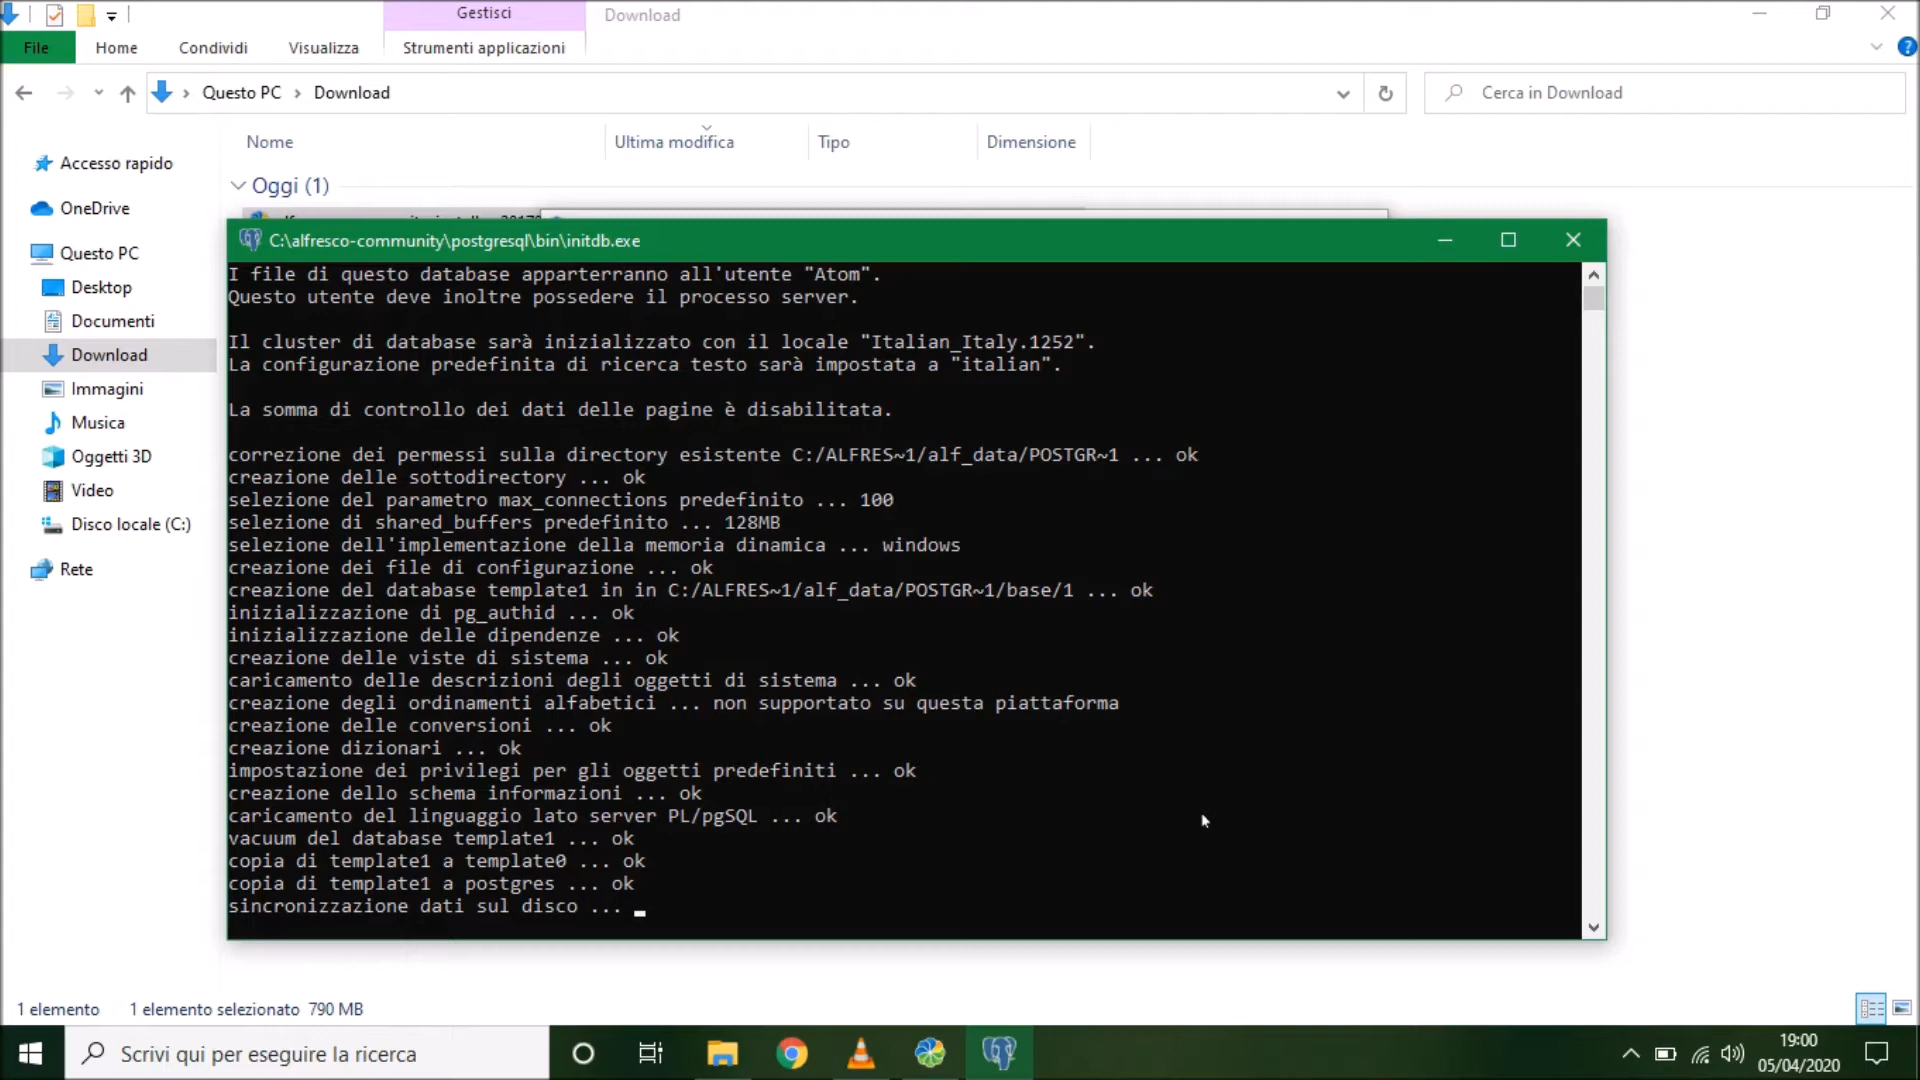 Gestisci
Download
File
Home
Condividi
Visualizza
Strumenti applicazioni
Questo PC
Download
Cerca in Download
Nome
Ultima modifica
Tipo
Dimensione
Accesso rapido
OneDrive
Questo PC
Desktop
Documenti
Download
Immagini
Musica
Oggetti 3D
Video
Disco locale (C:)
Rete
Oggi (1)
C:\alfresco-community\postgresql\bin\initdb.exe
I file di questo database apparterranno all'utente "Atom".
Questo utente deve inoltre possedere il processo server.
Il cluster di database sarà inizializzato con il locale "Italian_Italy.1252".
La configurazione predefinita di ricerca testo sarà impostata a "italian".
La somma di controllo dei dati delle pagine è disabilitata.
correzione dei permessi sulla directory esistente C:/ALFRES~1/alf_data/POSTGR~1 ... ok
creazione delle sottodirectory ... ok
selezione del parametro max_connections predefinito ... 100
selezione di shared_buffers predefinito ... 128MB
selezione dell'implementazione della memoria dinamica ... windows
creazione dei file di configurazione ... ok
creazione del database template1 in in C:/ALFRES~1/alf_data/POSTGR~1/base/1 ... ok
inizializzazione di pg_authid ... ok
inizializzazione delle dipendenze ... ok
creazione delle viste di sistema ... ok
caricamento delle descrizioni degli oggetti di sistema ... ok
creazione degli ordinamenti alfabetici ... non supportato su questa piattaforma
creazione delle conversioni ... ok
creazione dizionari ... ok
impostazione dei privilegi per gli oggetti predefiniti ... ok
creazione dello schema informazioni ... ok
caricamento del linguaggio lato server PL/pgSQL ... ok
vacuum del database template1 ... ok
copia di template1 a template0 ... ok
copia di template1 a postgres ... ok
sincronizzazione dati sul disco ...
1 elemento
1 elemento selezionato 790 MB
Scrivi qui per eseguire la ricerca
19:00
05/04/2020